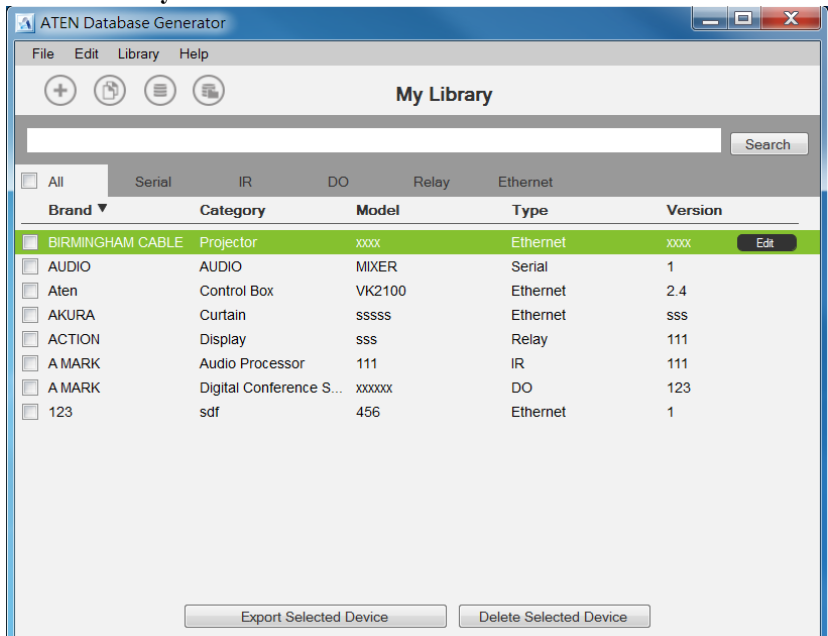 ATEN Database Generator
File Edit Library Help
My Library
Search
All Serial IR DO Relay Ethernet
Brand ▼ Category Model Type Version
BIRMINGHAM CABLE Projector xxxx Ethernet xxxx Edit
AUDIO AUDIO MIXER Serial 1
Aten Control Box VK2100 Ethernet 2.4
AKURA Curtain sssss Ethernet sss
ACTION Display sss Relay 111
A MARK Audio Processor 111 IR 111
A MARK Digital Conference S... xxxxxx DO 123
123 sdf 456 Ethernet 1
Export Selected Device Delete Selected Device